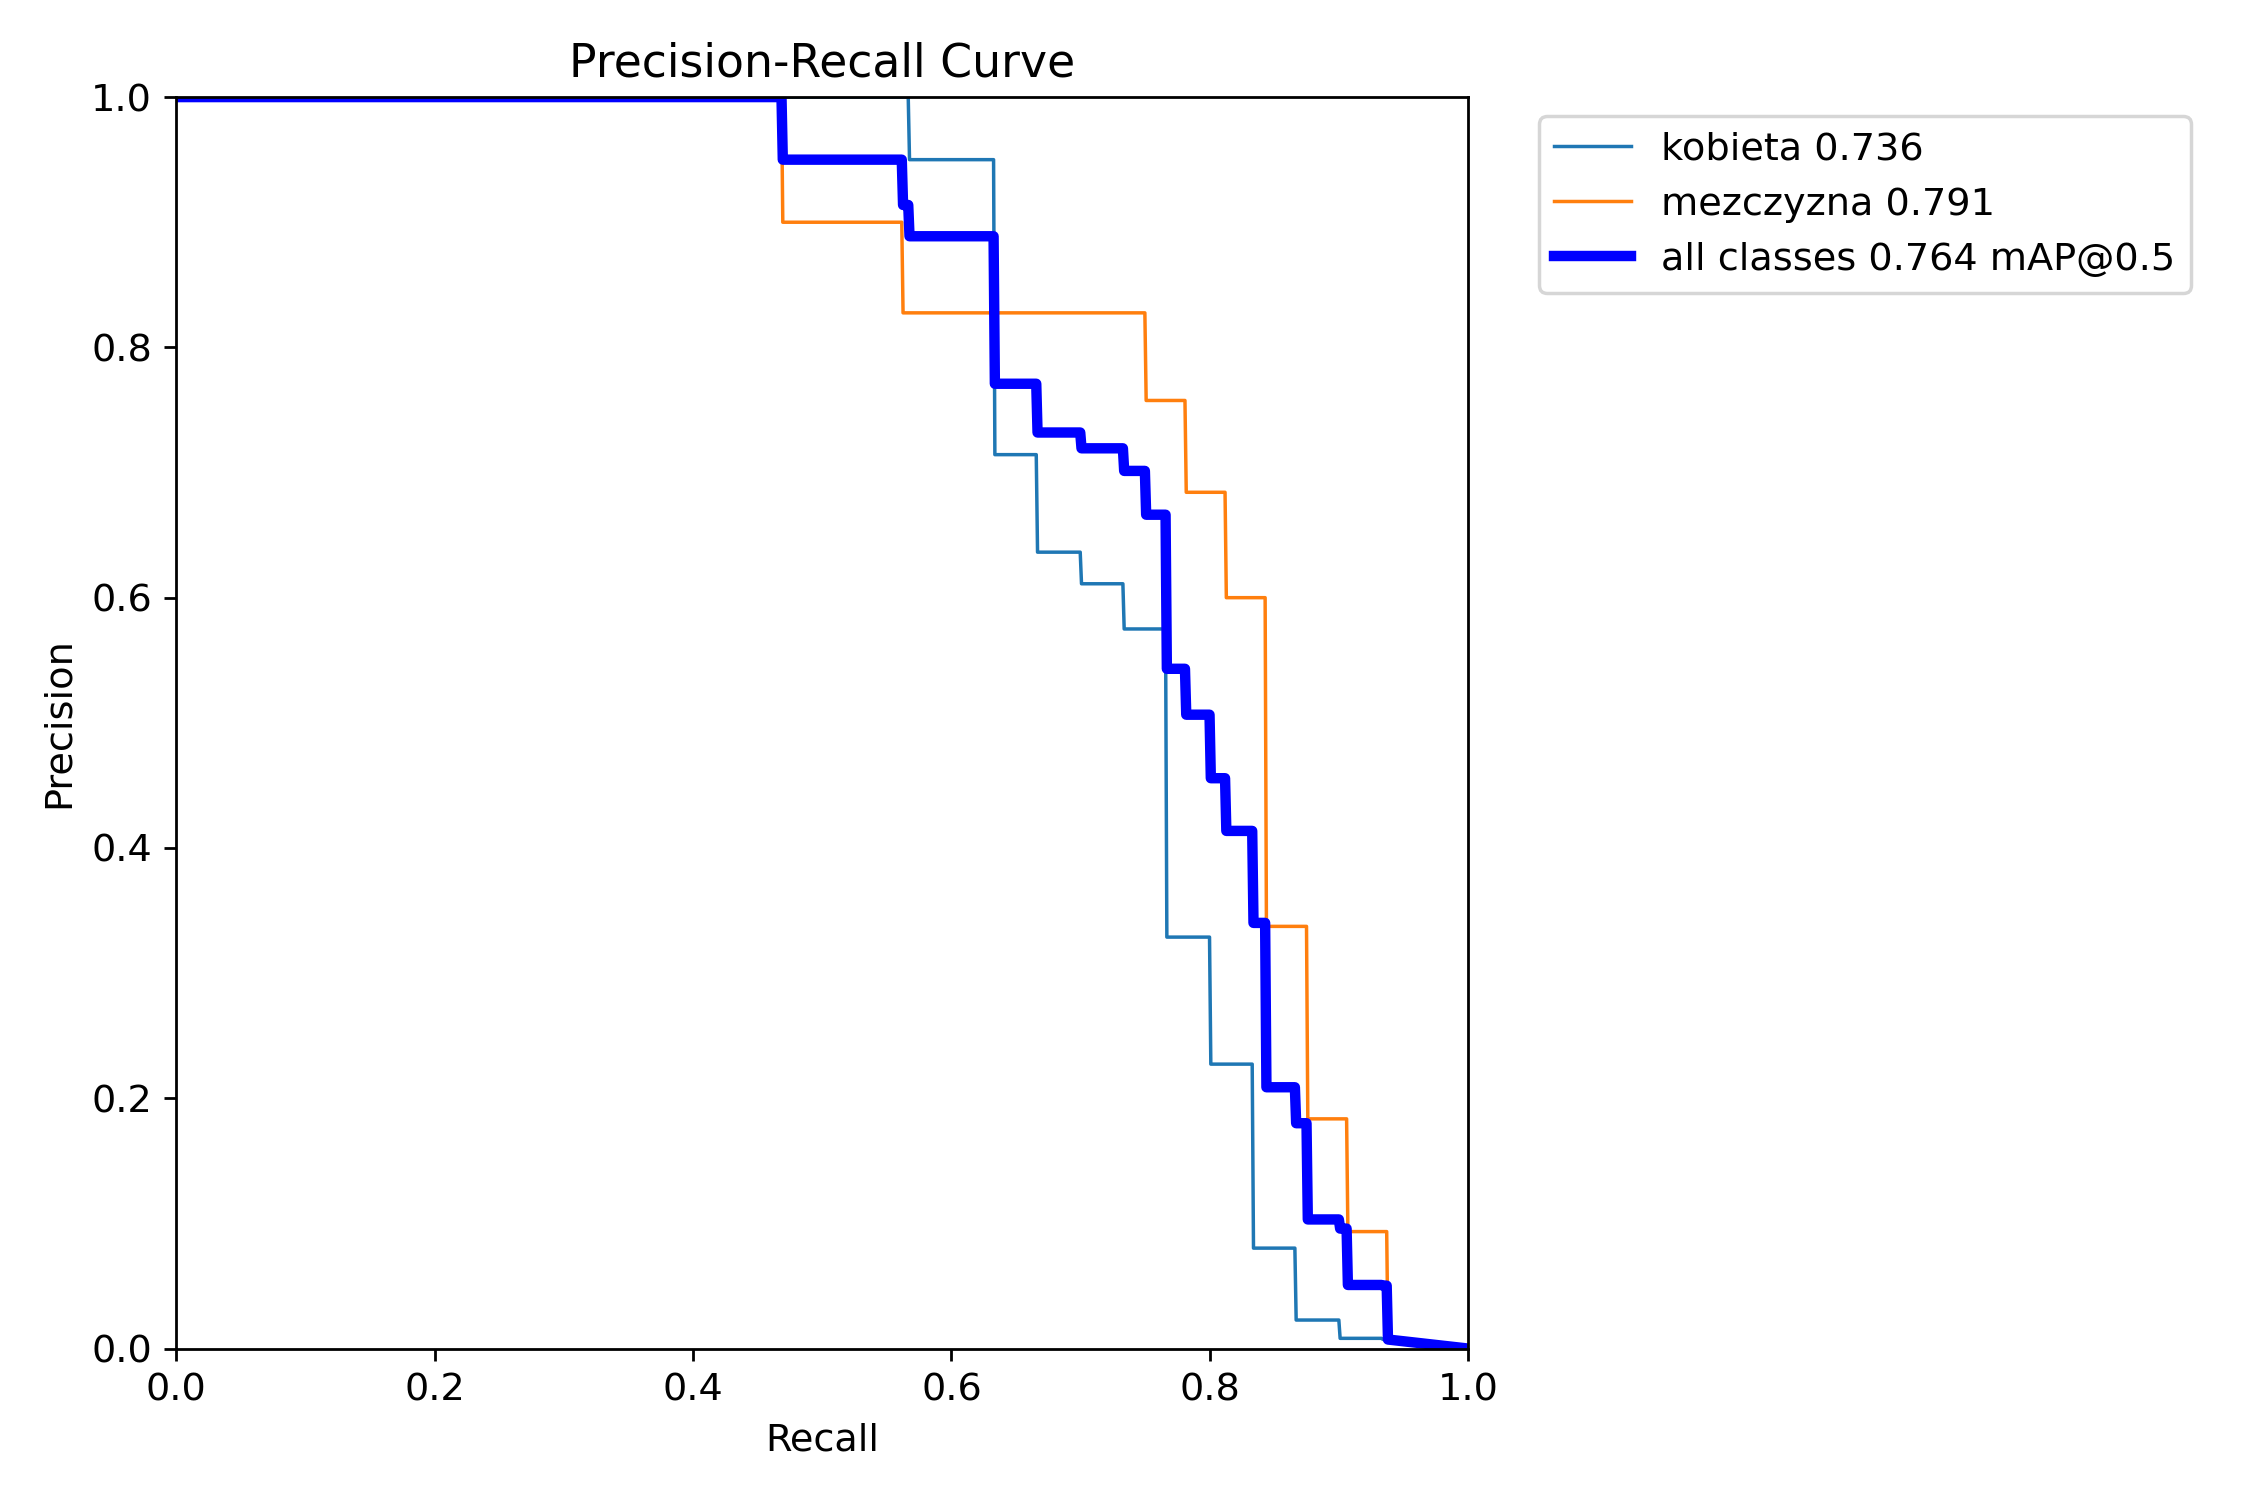 Precision-Recall Curve
1.0
0.8
0.6
0.4
0.2
0.0
Precision
0.0 0.2 0.4 0.6 0.8 1.0
Recall
kobieta 0.736
mezczyzna 0.791
all classes 0.764 mAP@0.5